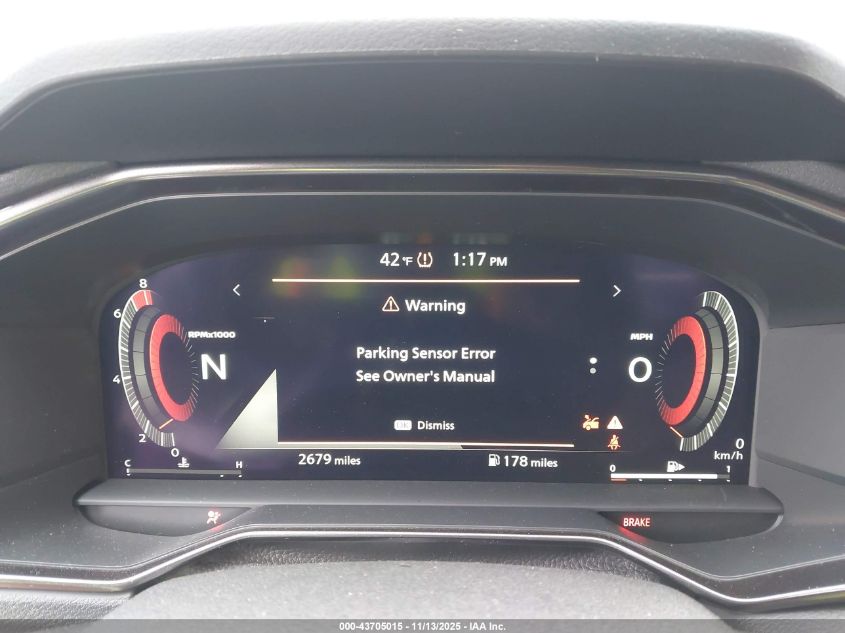 42 °F 1:17 PM
Warning
8
6
RPMx1000
MPH
N
Parking Sensor Error
0
4
See Owner's Manual
OK Dismiss
2
0
0
km/h
2679 miles
178 miles
C H
0 1
BRAKE
000-43705015 - 11/13/2025 - IAA Inc.